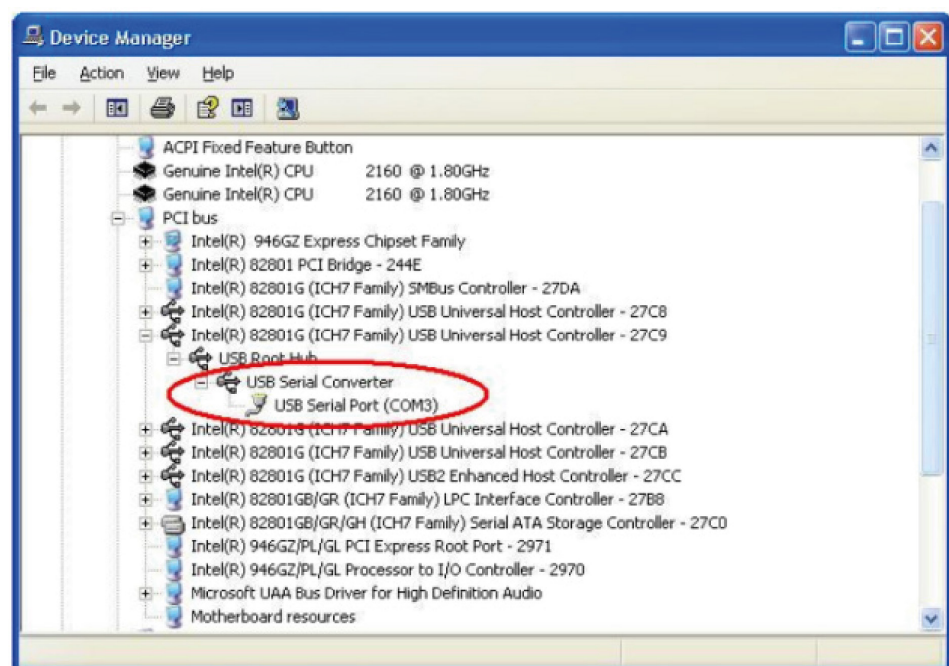 Device Manager
File Action View Help
ACPI Fixed Feature Button
Genuine Intel(R) CPU 2160 @ 1.80GHz
Genuine Intel(R) CPU 2160 @ 1.80GHz
PCI bus
Intel(R) 946GZ Express Chipset Family
Intel(R) 82801 PCI Bridge - 244E
Intel(R) 82801G (ICH7 Family) SMBus Controller - 27DA
Intel(R) 82801G (ICH7 Family) USB Universal Host Controller - 27C8
Intel(R) 82801G (ICH7 Family) USB Universal Host Controller - 27C9
USB Root Hub
USB Serial Converter
USB Serial Port (COM3)
Intel(R) 82801G (ICH7 Family) USB Universal Host Controller - 27CA
Intel(R) 82801G (ICH7 Family) USB Universal Host Controller - 27CB
Intel(R) 82801G (ICH7 Family) USB2 Enhanced Host Controller - 27CC
Intel(R) 82801GB/GR (ICH7 Family) LPC Interface Controller - 27B8
Intel(R) 82801GB/GR/GH (ICH7 Family) Serial ATA Storage Controller - 27C0
Intel(R) 946GZ/PL/GL PCI Express Root Port - 2971
Intel(R) 946GZ/PL/GL Processor to I/O Controller - 2970
Microsoft UAA Bus Driver for High Definition Audio
Motherboard resources